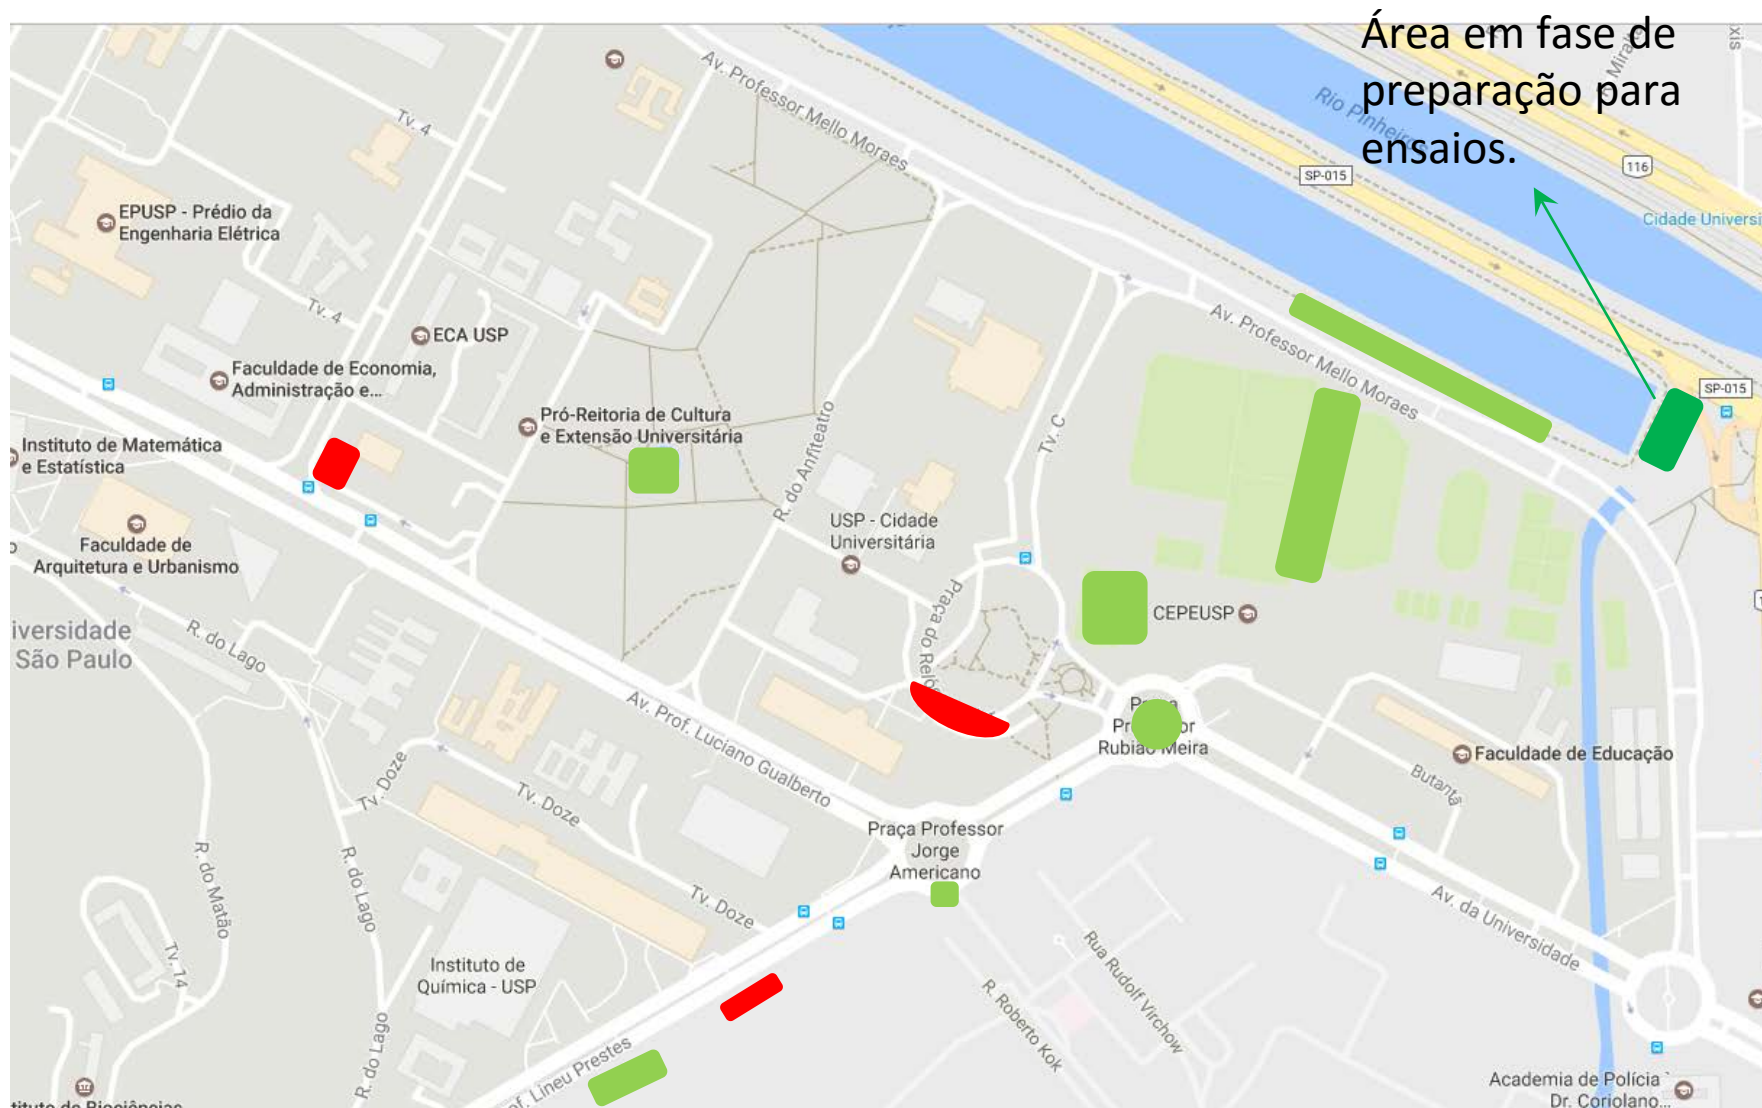 Área em fase de
preparação para
ensaios.
Av. Professor Mello Moraes
Tv. 4
Rio Pinheiros
SP-015
116
Cidade Universi
EPUSP - Prédio da
Engenharia Elétrica
Tv. 4
ECA USP
Av. Professor Mello Moraes
Faculdade de Economia,
Administração e...
SP-015
Pró-Reitoria de Cultura
e Extensão Universitária
R. do Anfiteatro
Tv. C
Instituto de Matemática
e Estatística
USP - Cidade
Universitária
Faculdade de
Arquitetura e Urbanismo
Praça do Reló
CEPEUSP
iversidade
São Paulo
R. do Lago
Av. Prof. Luciano Gualberto
Rubião Meira
Faculdade de Educação
Butantã
Tv. Doze
Tv. Doze
Praça Professor
Jorge
Americano
R. do Matão
R. do Lago
Tv. Doze
Av. da Universidade
Tv. 14
Instituto de
Química - USP
Rua Rudolf Virchow
R. Roberto Kok
R. do Lago
of. Lineu Prestes
Academia de Polícia
Dr. Coriolano...